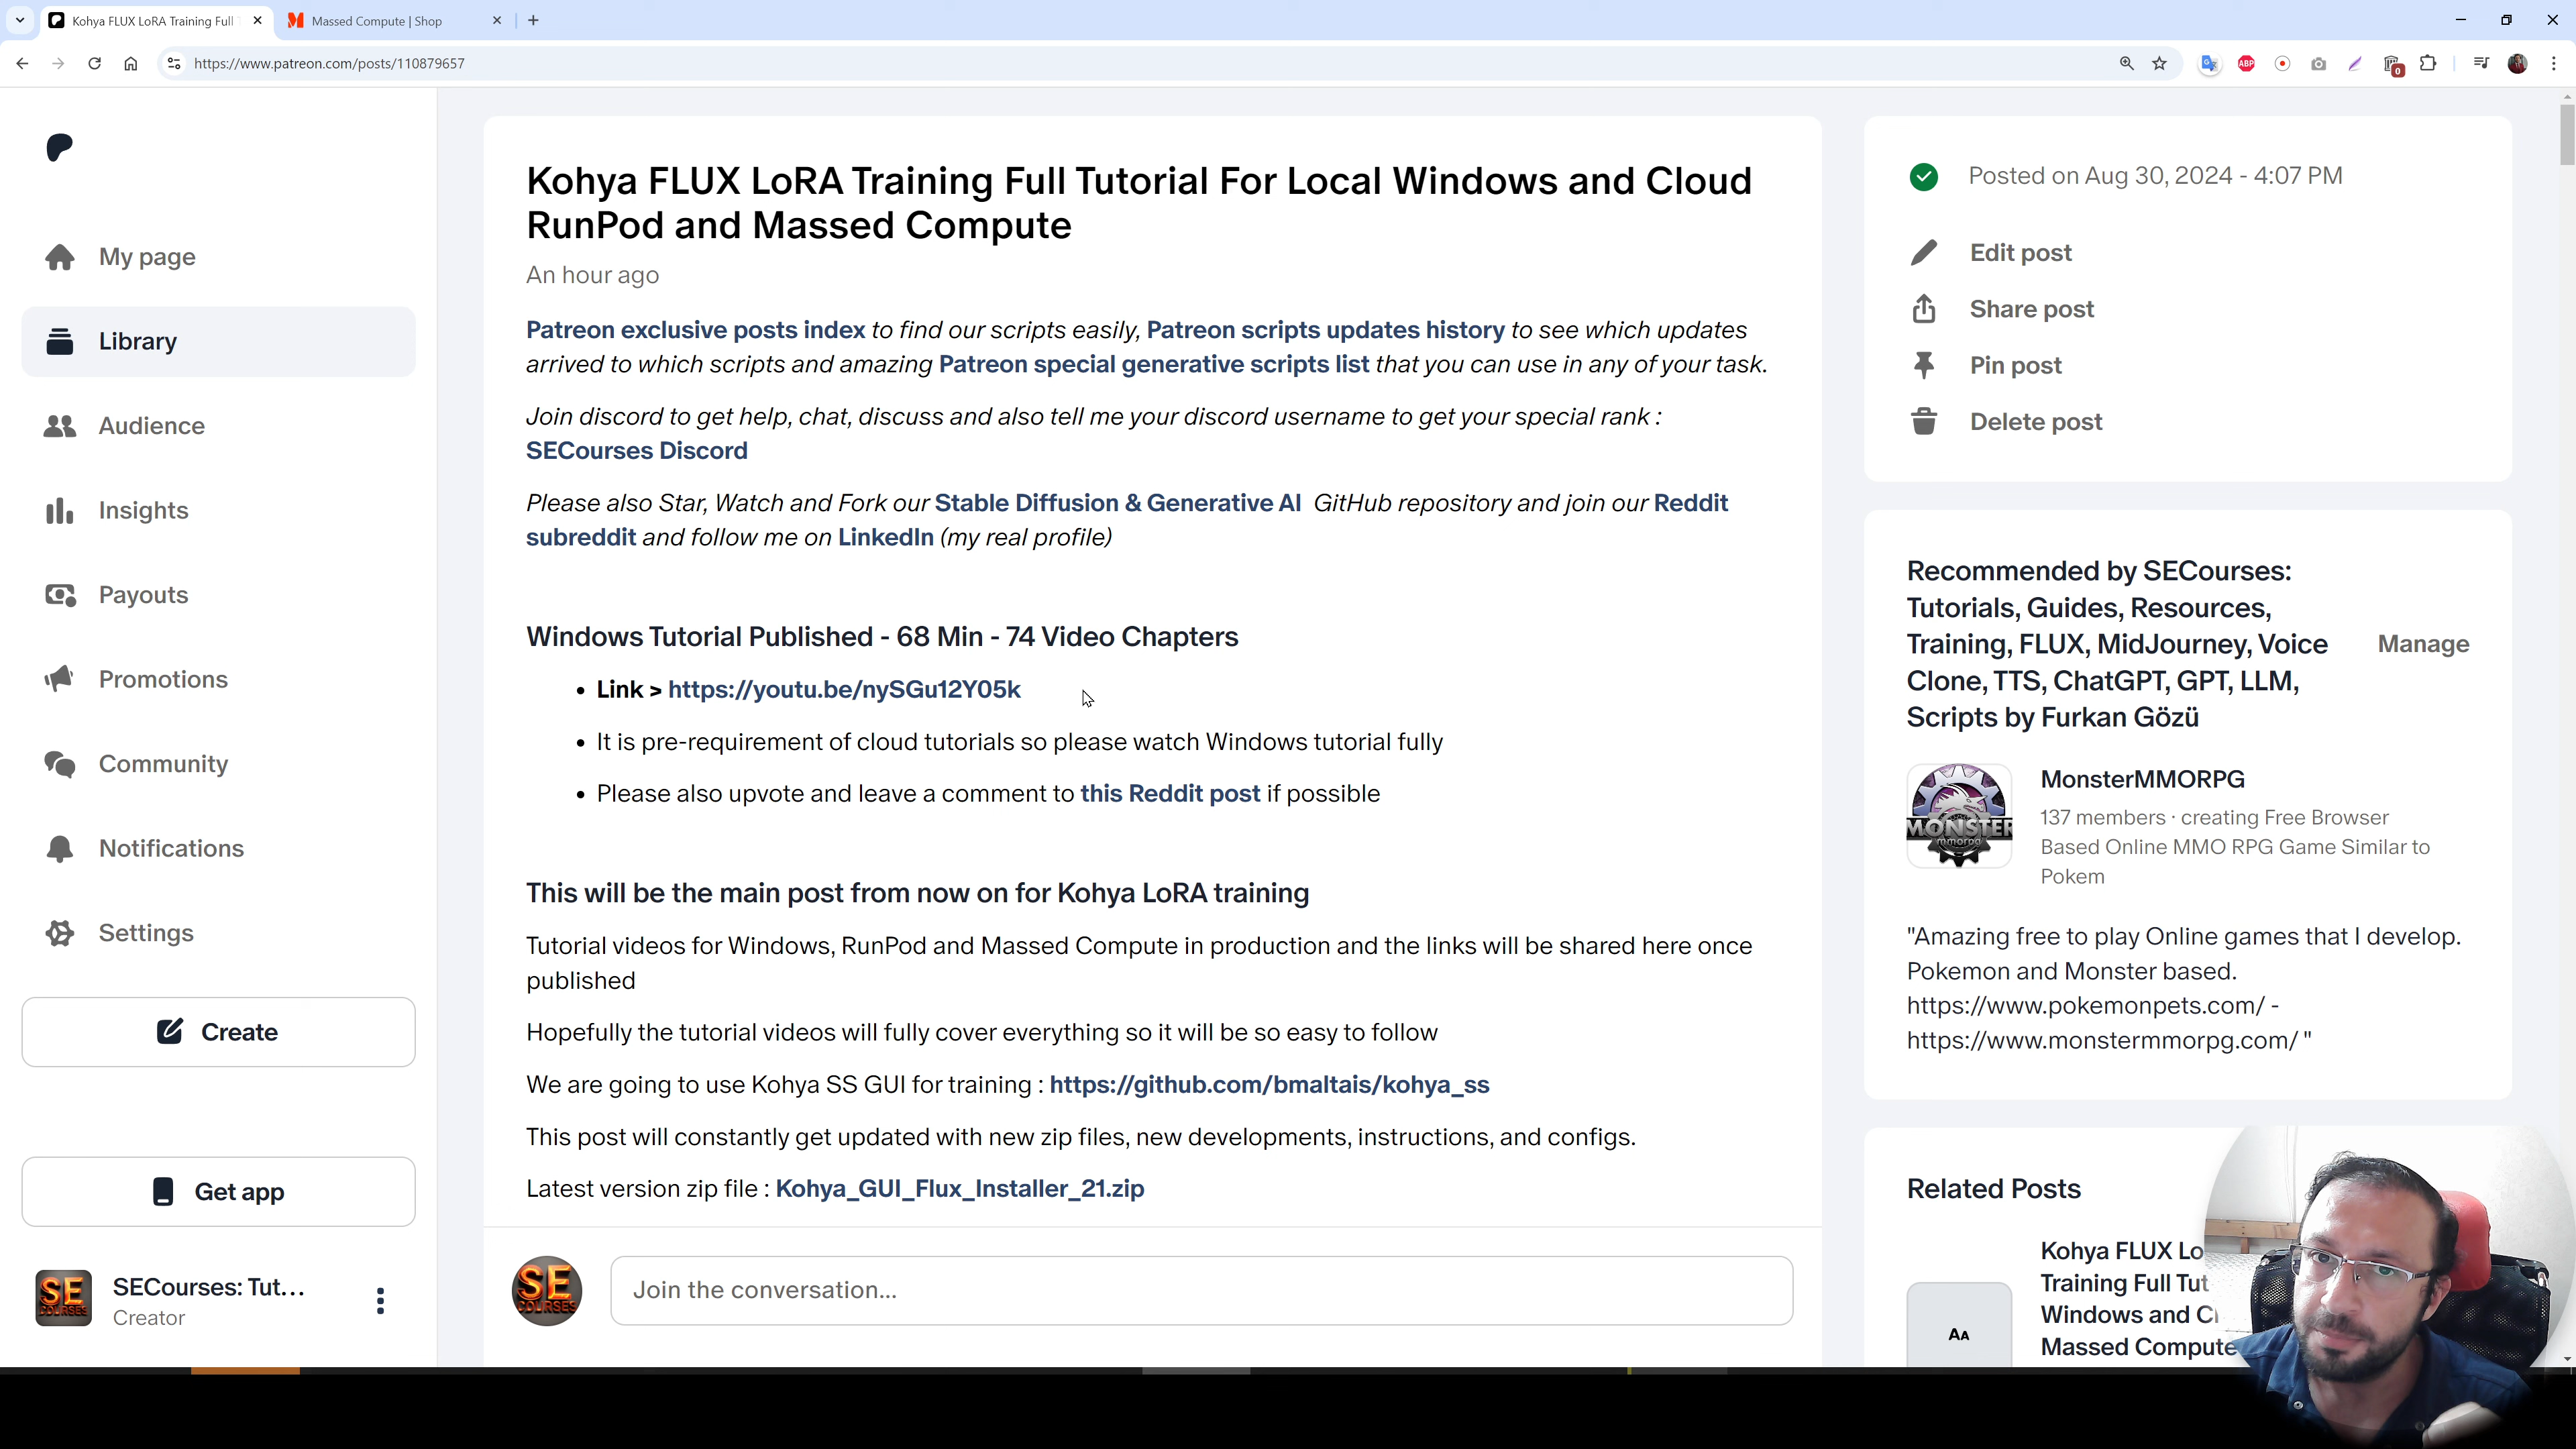 Kohya FLUX LoRA Training Full
Massed Compute | Shop
https://www.patreon.com/posts/110879657
ABP
0
My page
Library
Audience
Insights
Payouts
Promotions
Community
Notifications
Settings
Create
Get app
SE
COURSES
SECourses: Tut...
Creator
Kohya FLUX LoRA Training Full Tutorial For Local Windows and Cloud
RunPod and Massed Compute
An hour ago
Patreon exclusive posts index to find our scripts easily, Patreon scripts updates history to see which updates
arrived to which scripts and amazing Patreon special generative scripts list that you can use in any of your task.
Join discord to get help, chat, discuss and also tell me your discord username to get your special rank :
SECourses Discord
Please also Star, Watch and Fork our Stable Diffusion & Generative AI GitHub repository and join our Reddit
subreddit and follow me on LinkedIn (my real profile)
Windows Tutorial Published - 68 Min - 74 Video Chapters
• Link > https://youtu.be/nySGu12Y05k
• It is pre-requirement of cloud tutorials so please watch Windows tutorial fully
• Please also upvote and leave a comment to this Reddit post if possible
This will be the main post from now on for Kohya LoRA training
Tutorial videos for Windows, RunPod and Massed Compute in production and the links will be shared here once
published
Hopefully the tutorial videos will fully cover everything so it will be so easy to follow
We are going to use Kohya SS GUI for training : https://github.com/bmaltais/kohya_ss
This post will constantly get updated with new zip files, new developments, instructions, and configs.
Latest version zip file : Kohya_GUI_Flux_Installer_21.zip
SE
COURSES
Join the conversation...
Posted on Aug 30, 2024 - 4:07 PM
Edit post
Share post
Pin post
Delete post
Recommended by SECourses:
Tutorials, Guides, Resources,
Training, FLUX, MidJourney, Voice
Clone, TTS, ChatGPT, GPT, LLM,
Scripts by Furkan Gözü
Manage
MONSTER
mmorpg
MonsterMMORPG
137 members · creating Free Browser
Based Online MMO RPG Game Similar to
Pokem
"Amazing free to play Online games that I develop.
Pokemon and Monster based.
https://www.pokemonpets.com/ -
https://www.monstermmorpg.com/ "
Related Posts
AA
Kohya FLUX Lo
Training Full Tut
Windows and Cl
Massed Compute